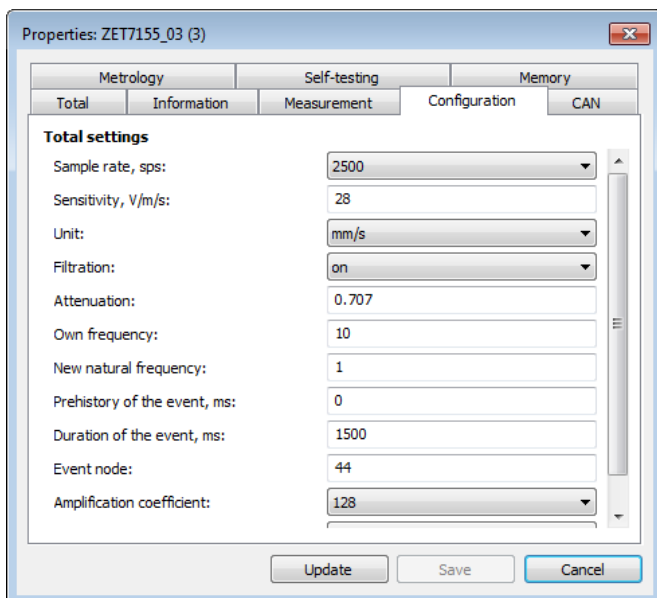 Properties: ZET7155_03 (3)
Metrology Self-testing Memory
Total Information Measurement Configuration CAN
Total settings
Sample rate, sps: 2500
Sensitivity, V/m/s: 28
Unit: mm/s
Filtration: on
Attenuation: 0.707
Own frequency: 10
New natural frequency: 1
Prehistory of the event, ms: 0
Duration of the event, ms: 1500
Event node: 44
Amplification coefficient: 128
Update Save Cancel